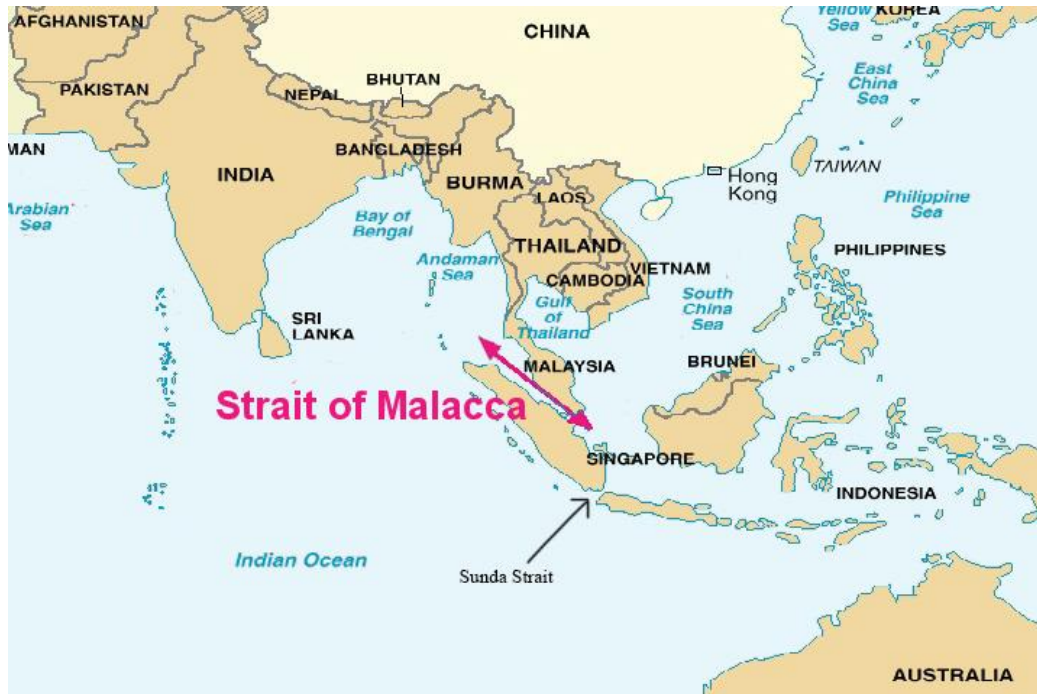 AFGHANISTAN
CHINA
Yellow KOREA
Sea
East
China
Sea
PAKISTAN
NEPAL
BHUTAN
MAN
BANGLADESH
INDIA
BURMA
Hong
Kong
TAIWAN
LAOS
Arabian
Sea
Bay of
Bengal
Philippine
Sea
THAILAND
PHILIPPINES
Andaman
Sea
VIETNAM
CAMBODIA
South
China
Sea
Gulf
of
Thailand
SRI
LANKA
MALAYSIA
BRUNEI
Strait of Malacca
SINGAPORE
INDONESIA
Indian Ocean
Sunda Strait
AUSTRALIA